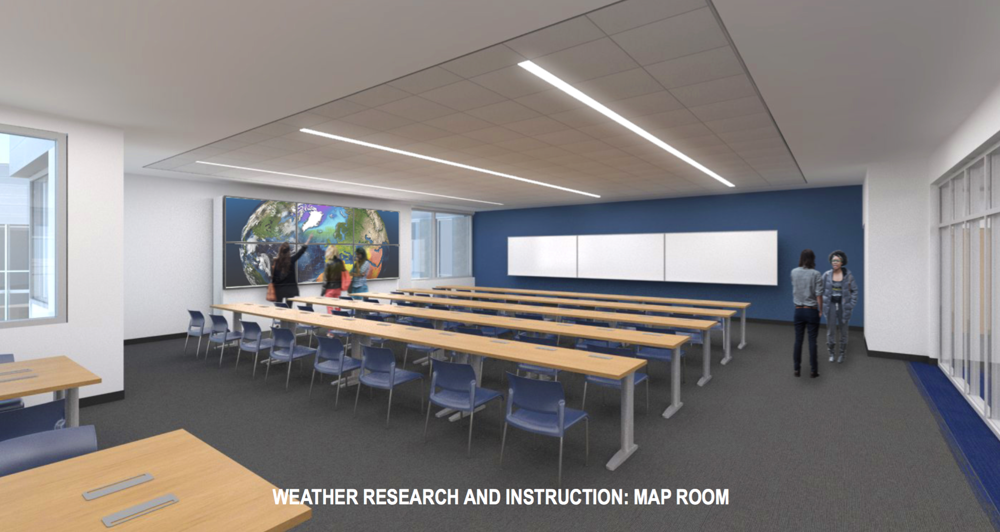 WEATHER RESEARCH AND INSTRUCTION: MAP ROOM